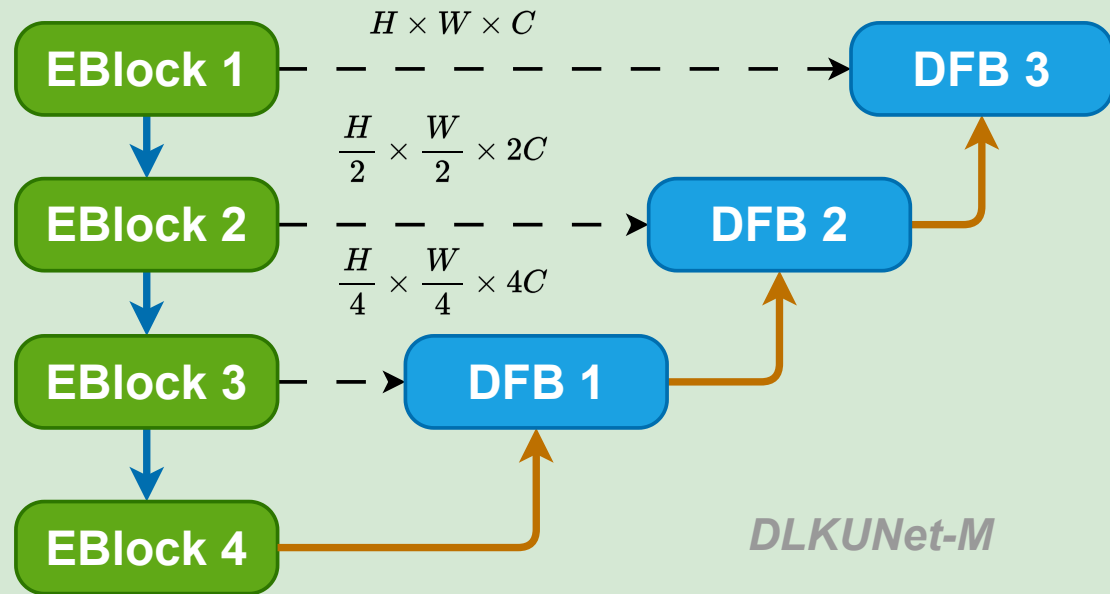 H × W × C
EBlock 1
DFB 3
H/2 × W/2 × 2C
EBlock 2
DFB 2
H/4 × W/4 × 4C
EBlock 3
DFB 1
EBlock 4
DLKUNet-M